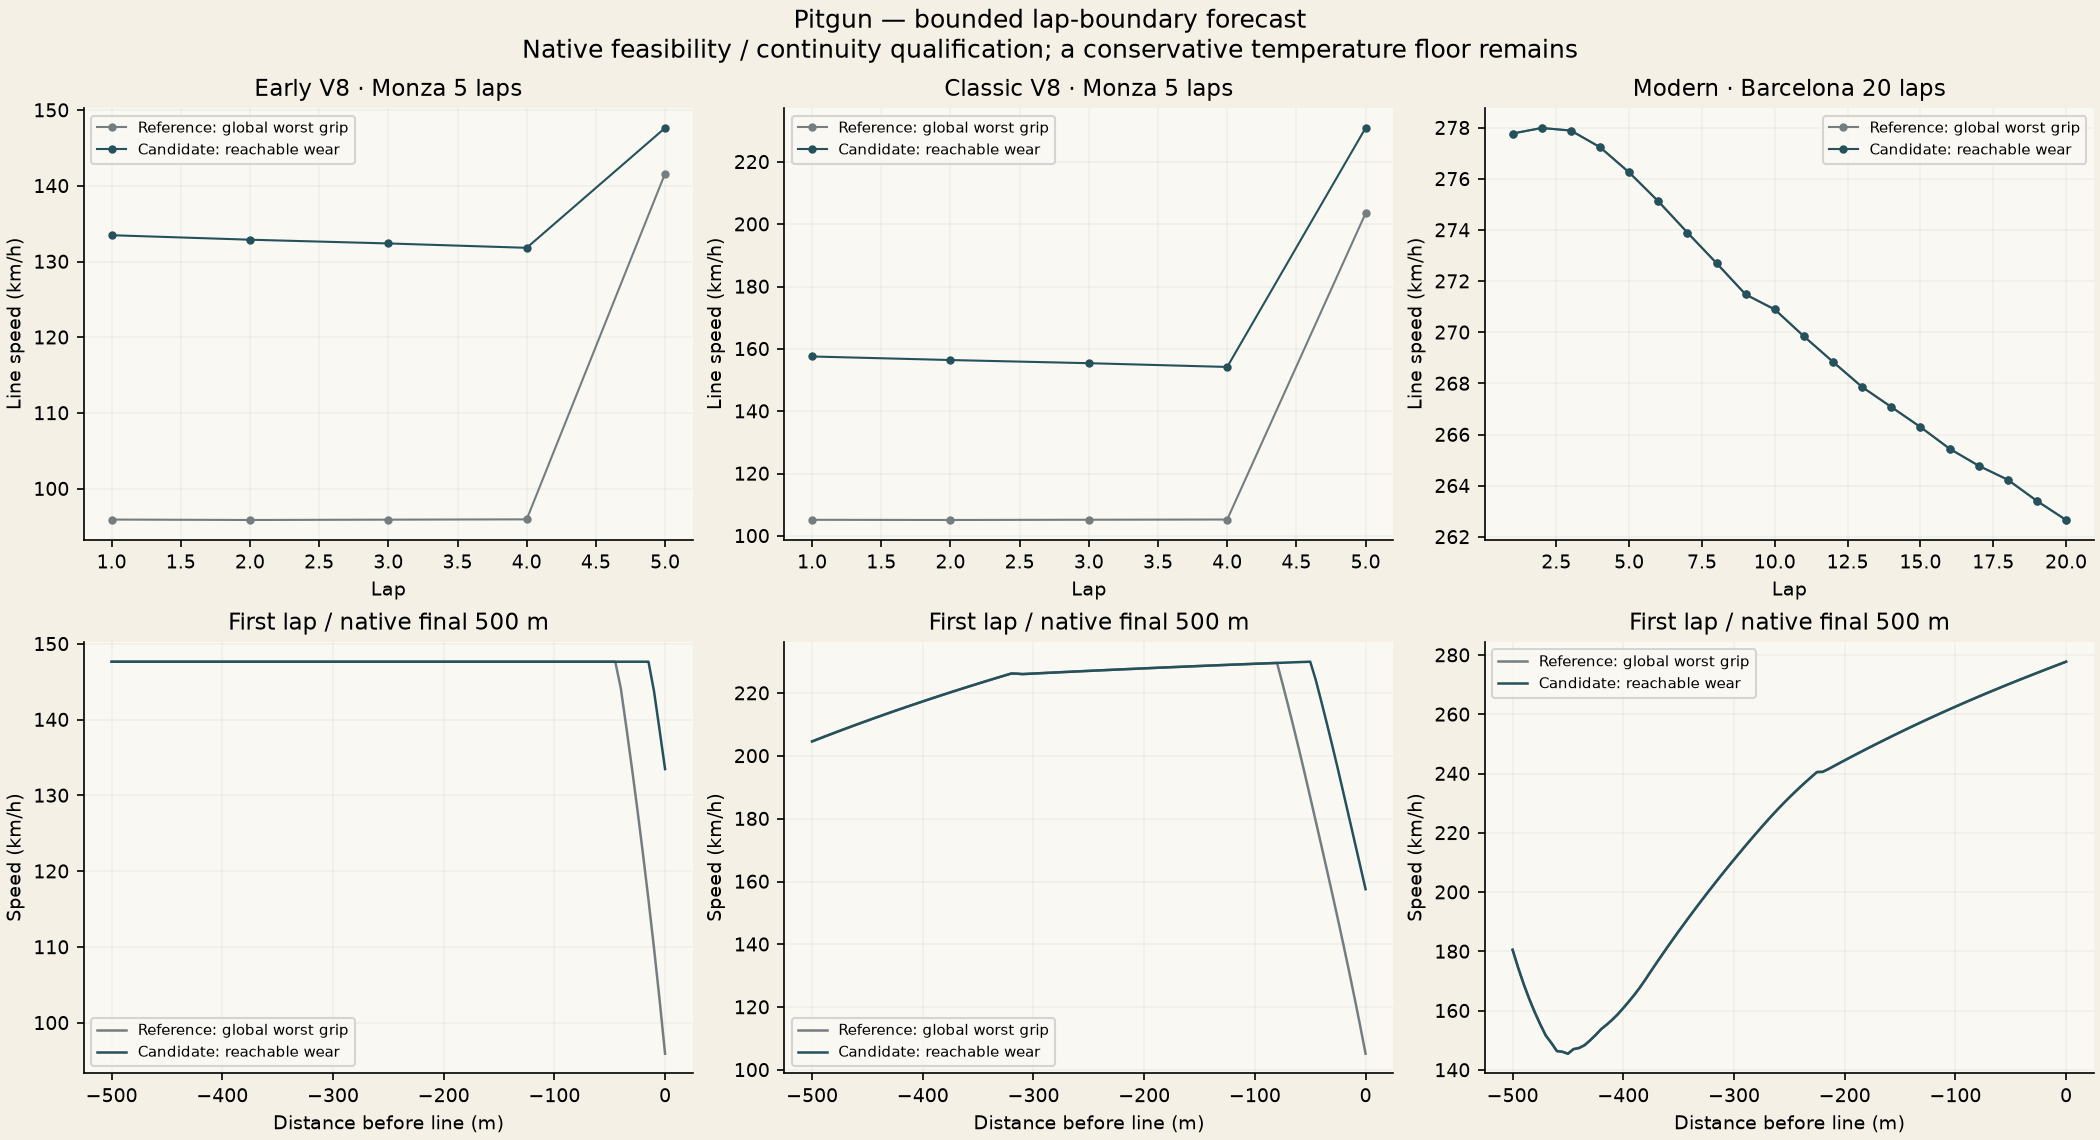 Pitgun — bounded lap-boundary forecast
Native feasibility / continuity qualification; a conservative temperature floor remains
Early V8 · Monza 5 laps
Line speed (km/h)
150
140
130
120
110
100
Reference: global worst grip
Candidate: reachable wear
1.0 1.5 2.0 2.5 3.0 3.5 4.0 4.5 5.0
Lap
Classic V8 · Monza 5 laps
Line speed (km/h)
220
200
180
160
140
120
100
Reference: global worst grip
Candidate: reachable wear
1.0 1.5 2.0 2.5 3.0 3.5 4.0 4.5 5.0
Lap
Modern · Barcelona 20 laps
Line speed (km/h)
278
276
274
272
270
268
266
264
262
Reference: global worst grip
Candidate: reachable wear
2.5 5.0 7.5 10.0 12.5 15.0 17.5 20.0
Lap
First lap / native final 500 m
Speed (km/h)
150
140
130
120
110
100
Reference: global worst grip
Candidate: reachable wear
−500 −400 −300 −200 −100 0
Distance before line (m)
First lap / native final 500 m
Speed (km/h)
220
200
180
160
140
120
100
Reference: global worst grip
Candidate: reachable wear
−500 −400 −300 −200 −100 0
Distance before line (m)
First lap / native final 500 m
Speed (km/h)
280
260
240
220
200
180
160
140
Reference: global worst grip
Candidate: reachable wear
−500 −400 −300 −200 −100 0
Distance before line (m)